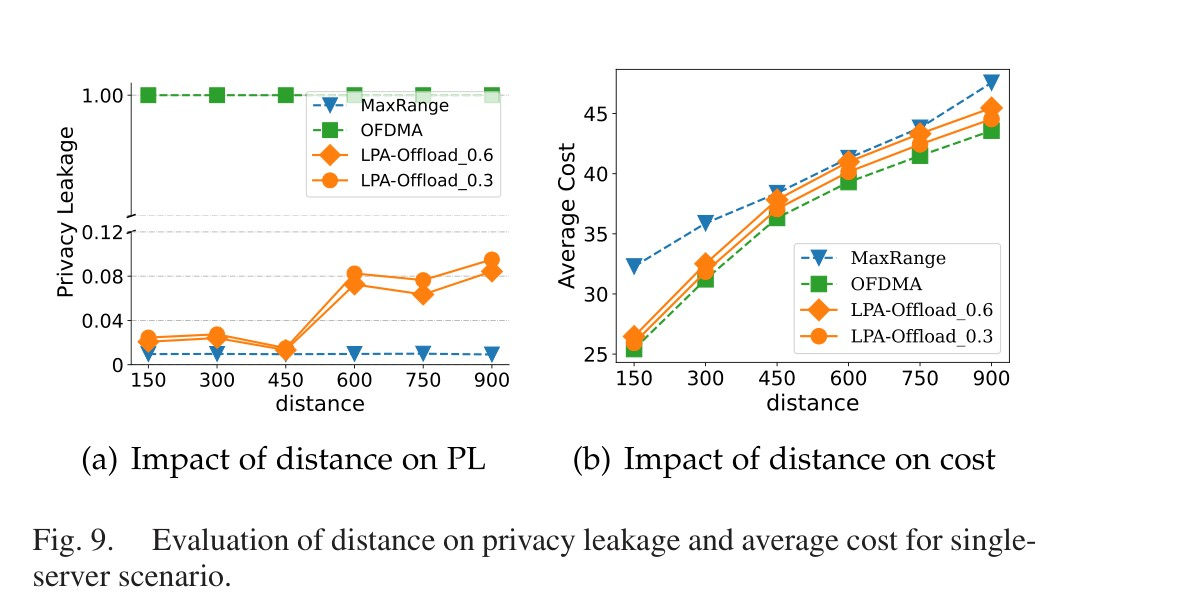 1.00
0.12
0.08
0.04
0
Privacy Leakage
MaxRange
OFDMA
LPA-Offload_0.6
LPA-Offload_0.3
150 300 450 600 750 900
distance
(a) Impact of distance on PL
45
40
35
30
25
Average Cost
MaxRange
OFDMA
LPA-Offload_0.6
LPA-Offload_0.3
150 300 450 600 750 900
distance
(b) Impact of distance on cost
Fig. 9. Evaluation of distance on privacy leakage and average cost for single-
server scenario.